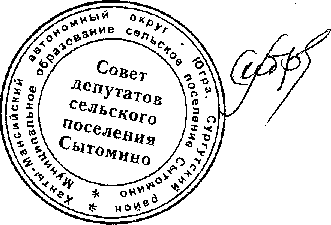 Ханты-Мансийский автономный округ - Югра, Сургутский район *
Муниципальное образование сельское поселение Сытомино *
Совет
депутатов
сельского
поселения
Сытомино